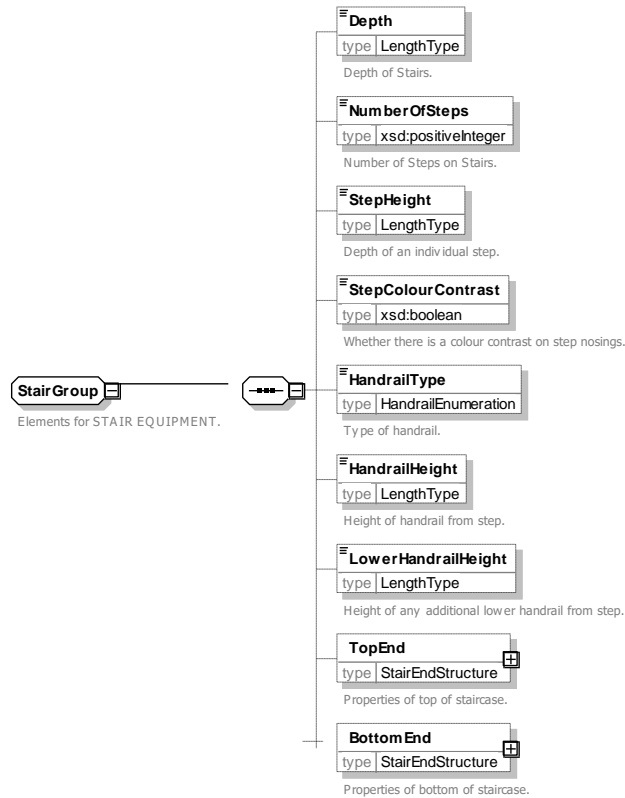 Depth
type LengthType
Depth of Stairs.
NumberOfSteps
type xsd:positiveInteger
Number of Steps on Stairs.
StepHeight
type LengthType
Depth of an individual step.
StepColourContrast
type xsd:boolean
Whether there is a colour contrast on step nosings.
StairGroup
Elements for STAIR EQUIPMENT.
HandrailType
type HandrailEnumeration
Type of handrail.
HandrailHeight
type LengthType
Height of handrail from step.
LowerHandrailHeight
type LengthType
Height of any additional lower handrail from step.
TopEnd
type StairEndStructure
Properties of top of staircase.
BottomEnd
type StairEndStructure
Properties of bottom of staircase.